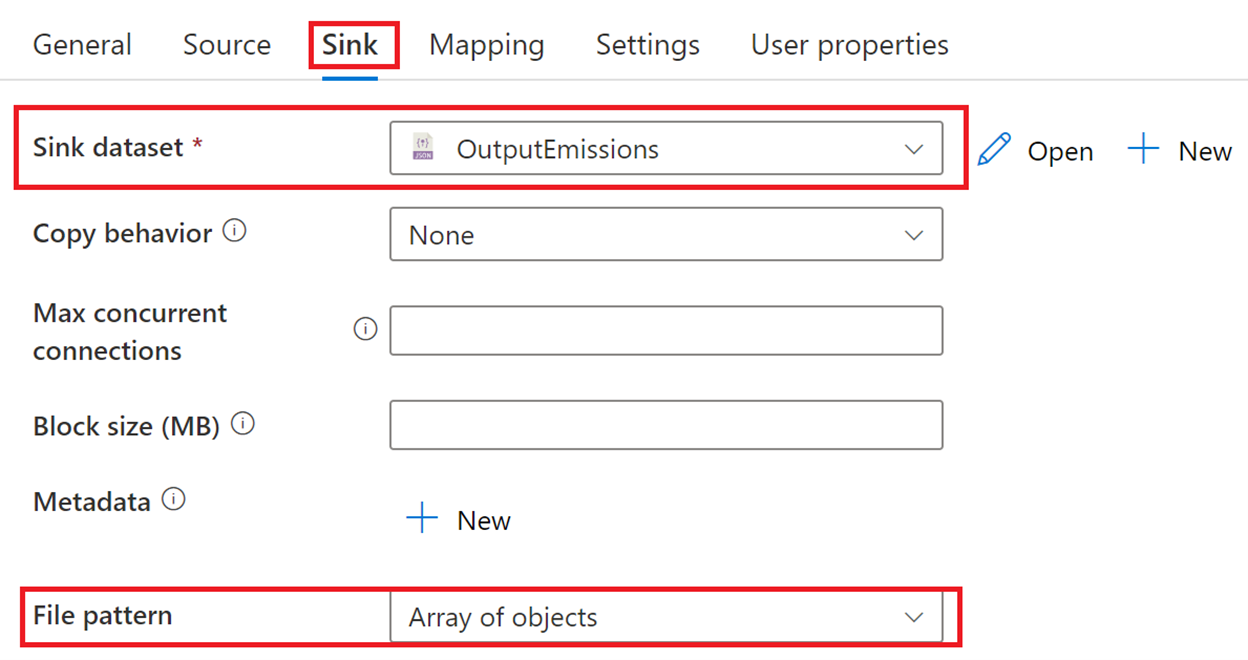 General Source Sink Mapping Settings User properties
Sink dataset * {†} JSON OutputEmissions Open New
Copy behavior None
Max concurrent
connections
Block size (MB)
Metadata
New
File pattern Array of objects